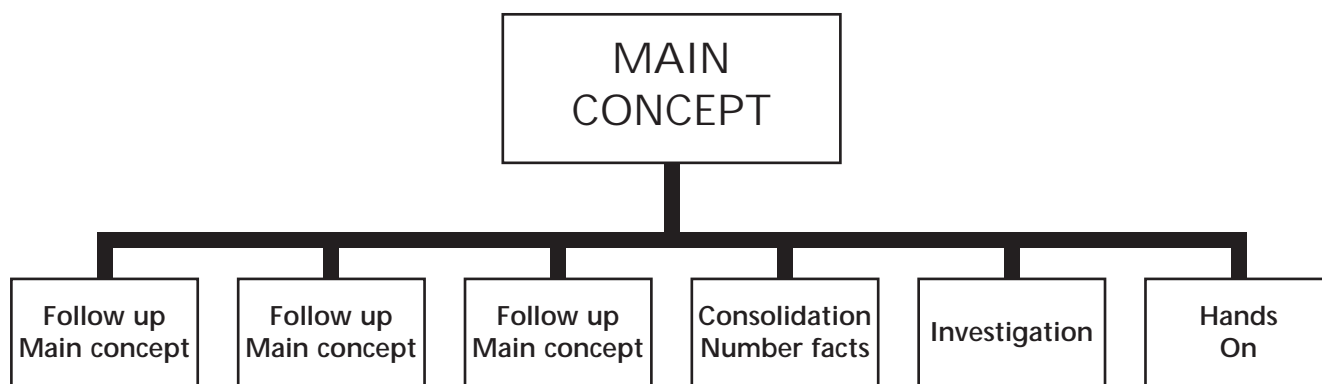 MAIN
CONCEPT
Follow up
Main concept
Follow up
Main concept
Follow up
Main concept
Consolidation
Number facts
Investigation
Hands
On